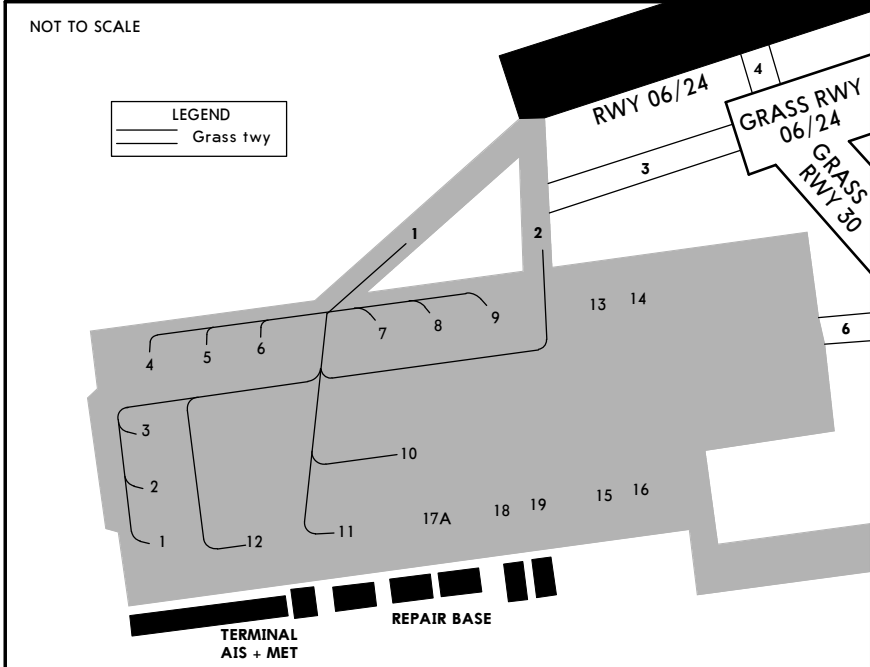 NOT TO SCALE
LEGEND
Grass twy
RWY 06/24
4
GRASS RWY
06/24
GRASS
RWY 30
3
1
2
13
14
6
4
5
6
7
8
9
3
2
1
10
12
11
17A
18
19
15
16
TERMINAL
AIS + MET
REPAIR BASE